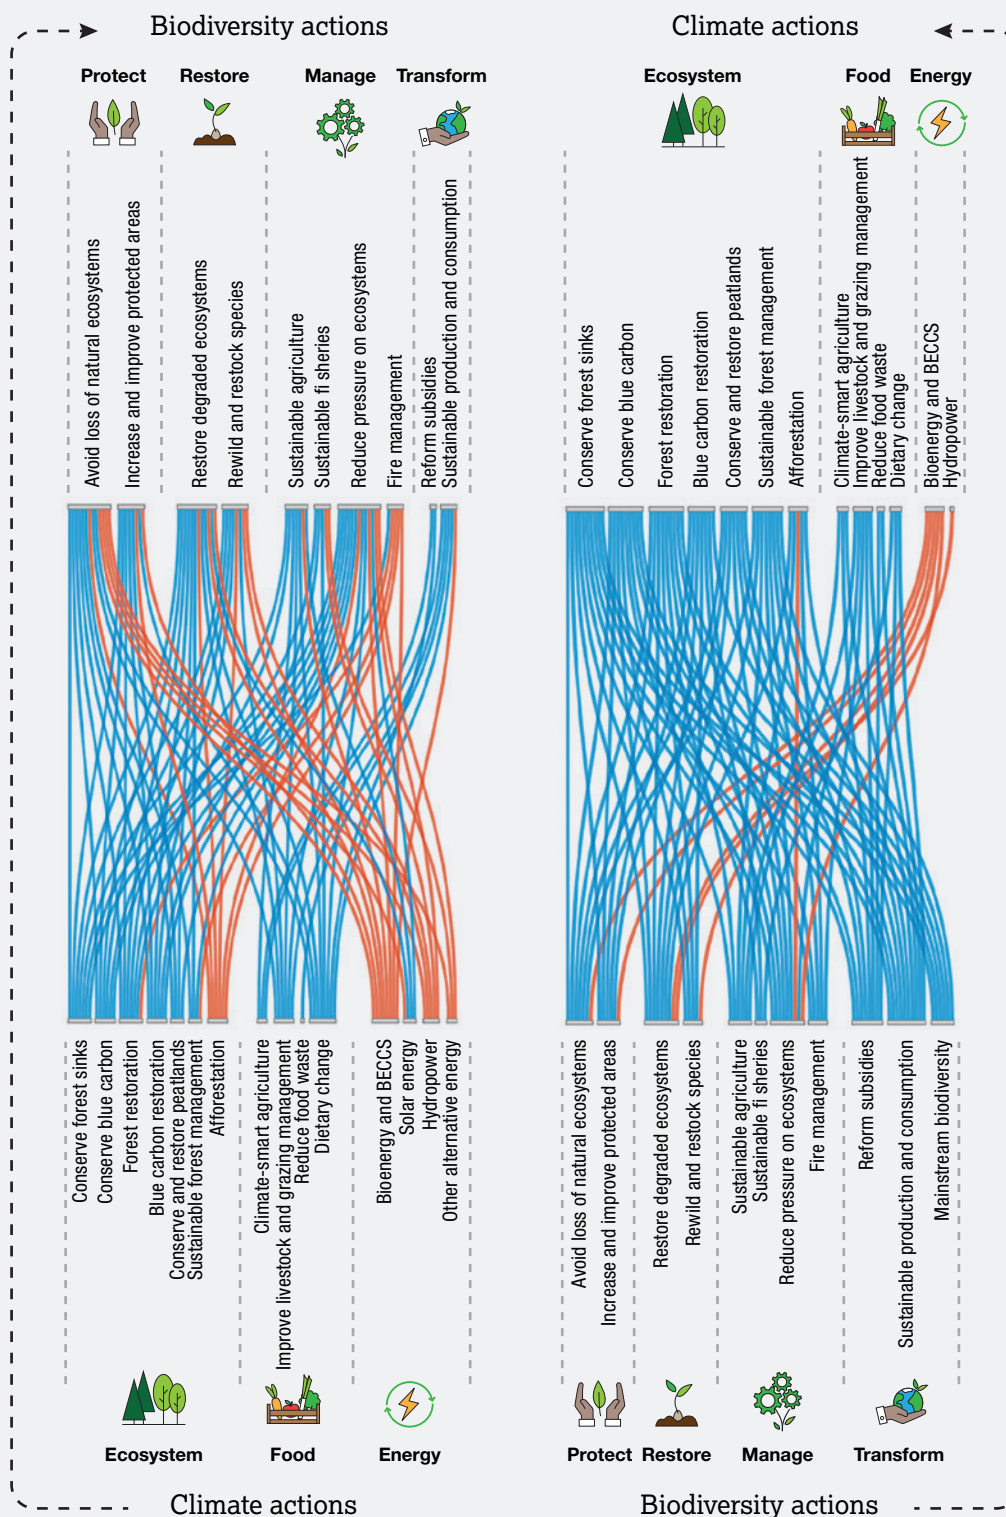 Biodiversity actions
Protect
Restore
Manage
Transform
Avoid loss of natural ecosystems
Increase and improve protected areas
Restore degraded ecosystems
Rewild and restock species
Sustainable agriculture
Sustainable fi sheries
Reduce pressure on ecosystems
Fire management
Reform subsidies
Sustainable production and consumption
Conserve forest sinks
Conserve blue carbon
Forest restoration
Blue carbon restoration
Conserve and restore peatlands
Sustainable forest management
Afforestation
Climate-smart agriculture
Improve livestock and grazing management
Reduce food waste
Dietary change
Bioenergy and BECCS
Solar energy
Hydropower
Other alternative energy
Ecosystem
Food
Energy
Climate actions
Climate actions
Ecosystem
Food
Energy
Conserve forest sinks
Conserve blue carbon
Forest restoration
Blue carbon restoration
Conserve and restore peatlands
Sustainable forest management
Afforestation
Climate-smart agriculture
Improve livestock and grazing management
Reduce food waste
Dietary change
Bioenergy and BECCS
Hydropower
Avoid loss of natural ecosystems
Increase and improve protected areas
Restore degraded ecosystems
Rewild and restock species
Sustainable agriculture
Sustainable fi sheries
Reduce pressure on ecosystems
Fire management
Reform subsidies
Sustainable production and consumption
Mainstream biodiversity
Protect
Restore
Manage
Transform
Biodiversity actions